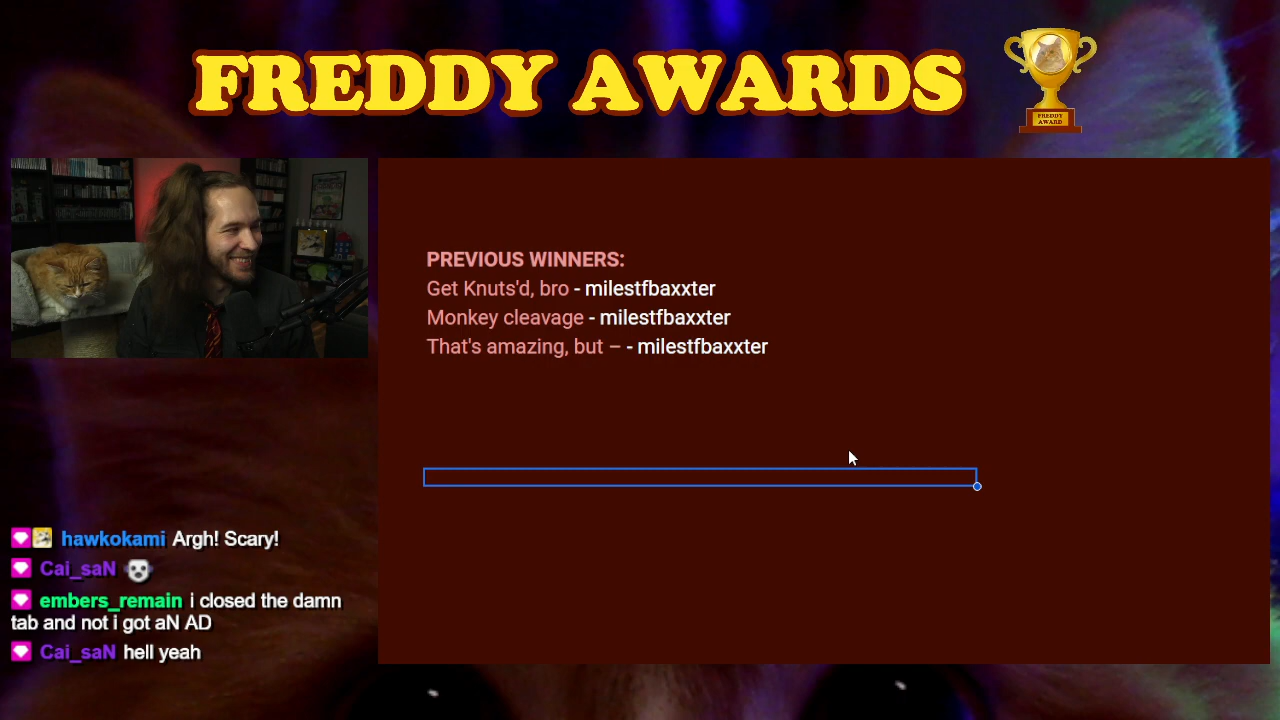 FREDDY AWARDS
FREDDY
AWARD
PREVIOUS WINNERS:
Get Knuts'd, bro - milestfbaxxter
Monkey cleavage - milestfbaxxter
That's amazing, but – - milestfbaxxter
hawkokami Argh! Scary!
Cai_saN
embers_remain i closed the damn
tab and not i got aN AD
Cai_saN hell yeah